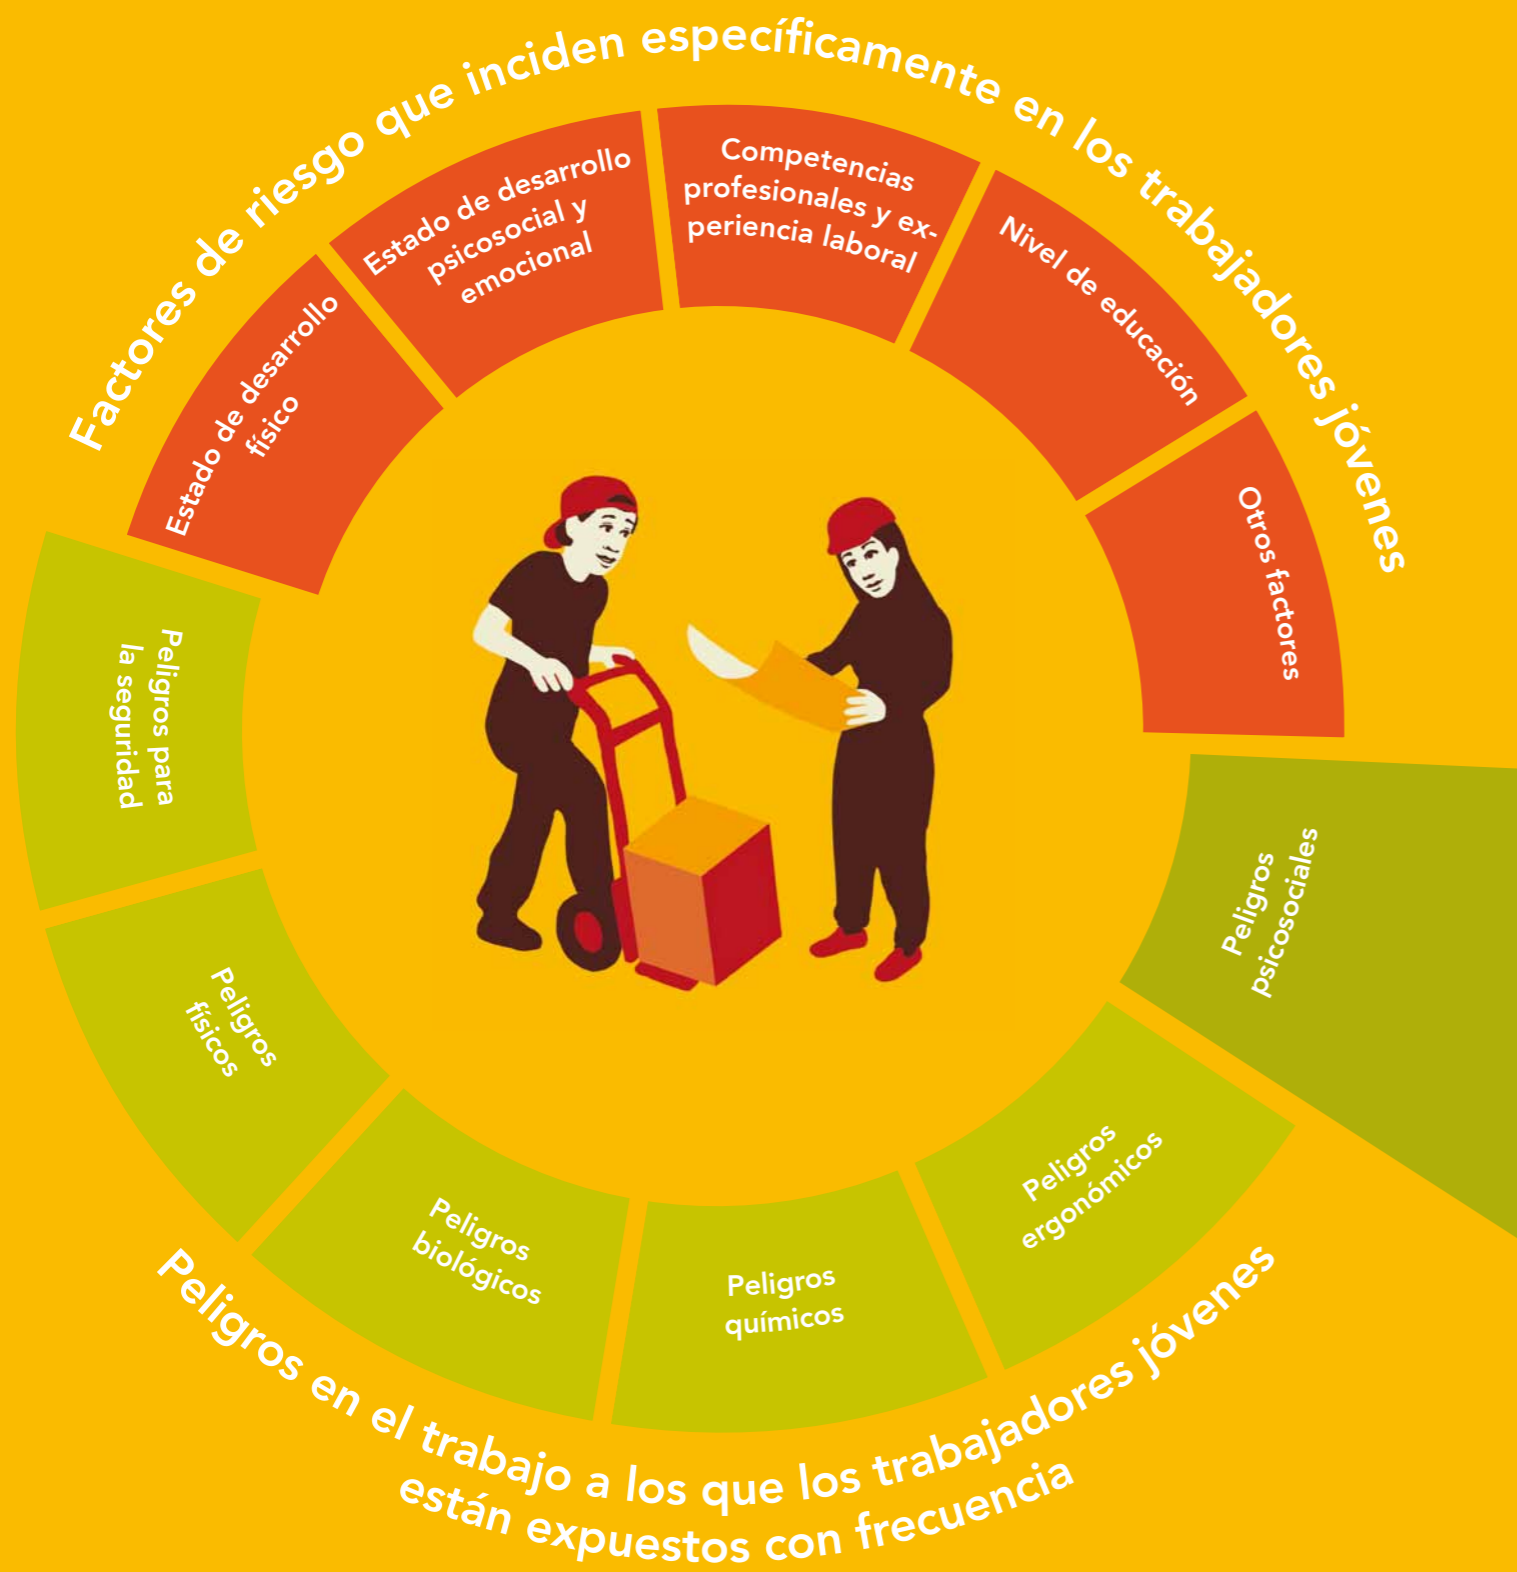 Factores de riesgo que inciden específicamente en los trabajadores jóvenes
Estado de desarrollo
físico
Estado de desarrollo
psicosocial y
emocional
Competencias
profesionales y ex-
periencia laboral
Nivel de educación
Otros factores
Peligros
psicosociales
Peligros
ergonómicos
Peligros
químicos
Peligros
biológicos
Peligros
físicos
Peligros para
la seguridad
Peligros en el trabajo a los que los trabajadores jóvenes
están expuestos con frecuencia